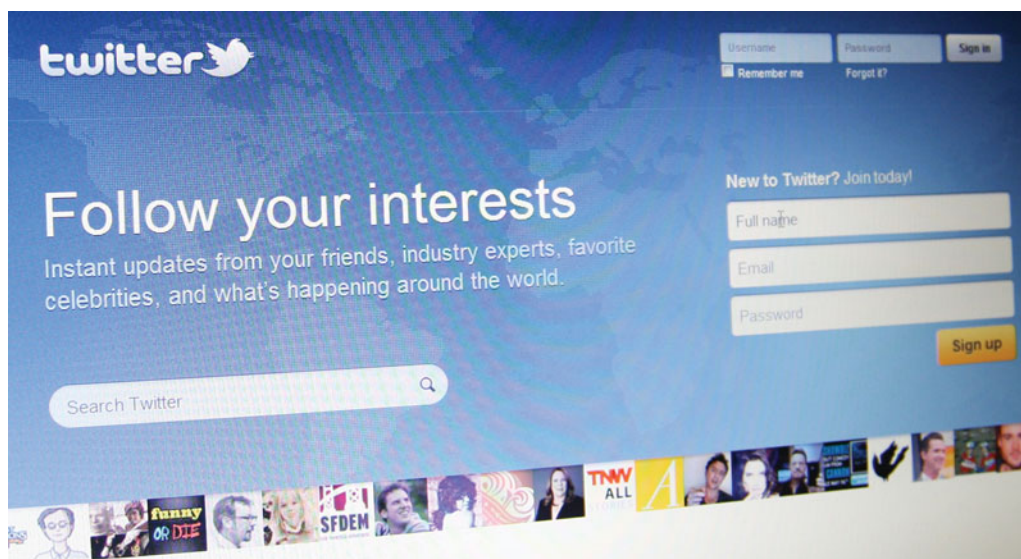 twitter
Username
Password
Sign in
Remember me
Forgot it?
Follow your interests
Instant updates from your friends, industry experts, favorite
celebrities, and what's happening around the world.
New to Twitter? Join today!
Full name
Email
Password
Sign up
Search Twitter
funny
OR DIE
SFDEM
TNW
ALL
STORIES
A